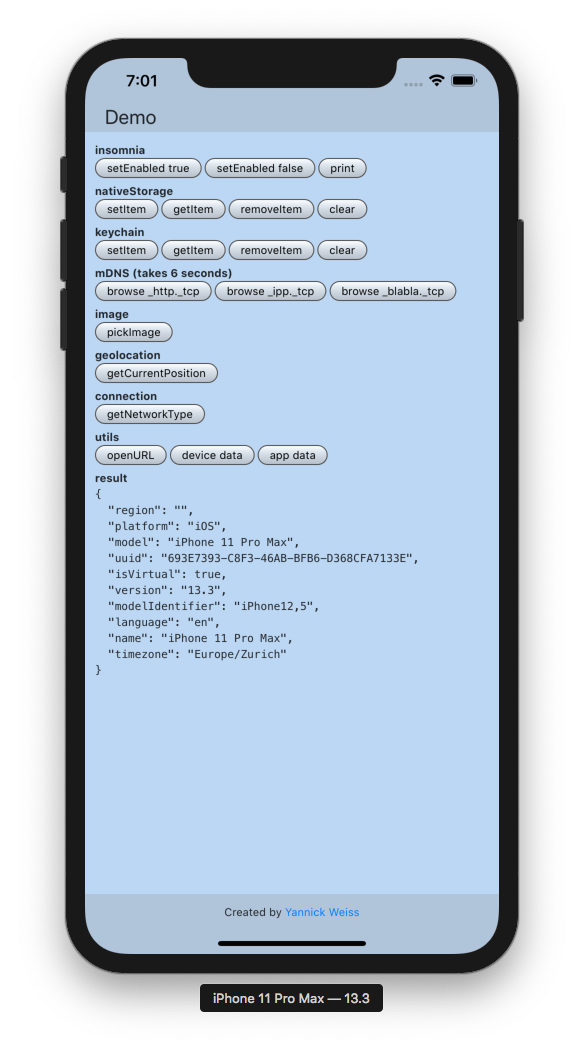 7:01
Demo
insomnia
setEnabled true setEnabled false print
nativeStorage
setItem getItem removeItem clear
keychain
setItem getItem removeItem clear
mDNS (takes 6 seconds)
browse _http._tcp browse _ipp._tcp browse _blabla._tcp
image
pickImage
geolocation
getCurrentPosition
connection
getNetworkType
utils
openURL device data app data
result
{
"region": "",
"platform": "iOS",
"model": "iPhone 11 Pro Max",
"uuid": "693E7393-C8F3-46AB-BFB6-D368CFA7133E",
"isVirtual": true,
"version": "13.3",
"modelIdentifier": "iPhone12,5",
"language": "en",
"name": "iPhone 11 Pro Max",
"timezone": "Europe/Zurich"
}
Created by Yannick Weiss
iPhone 11 Pro Max — 13.3